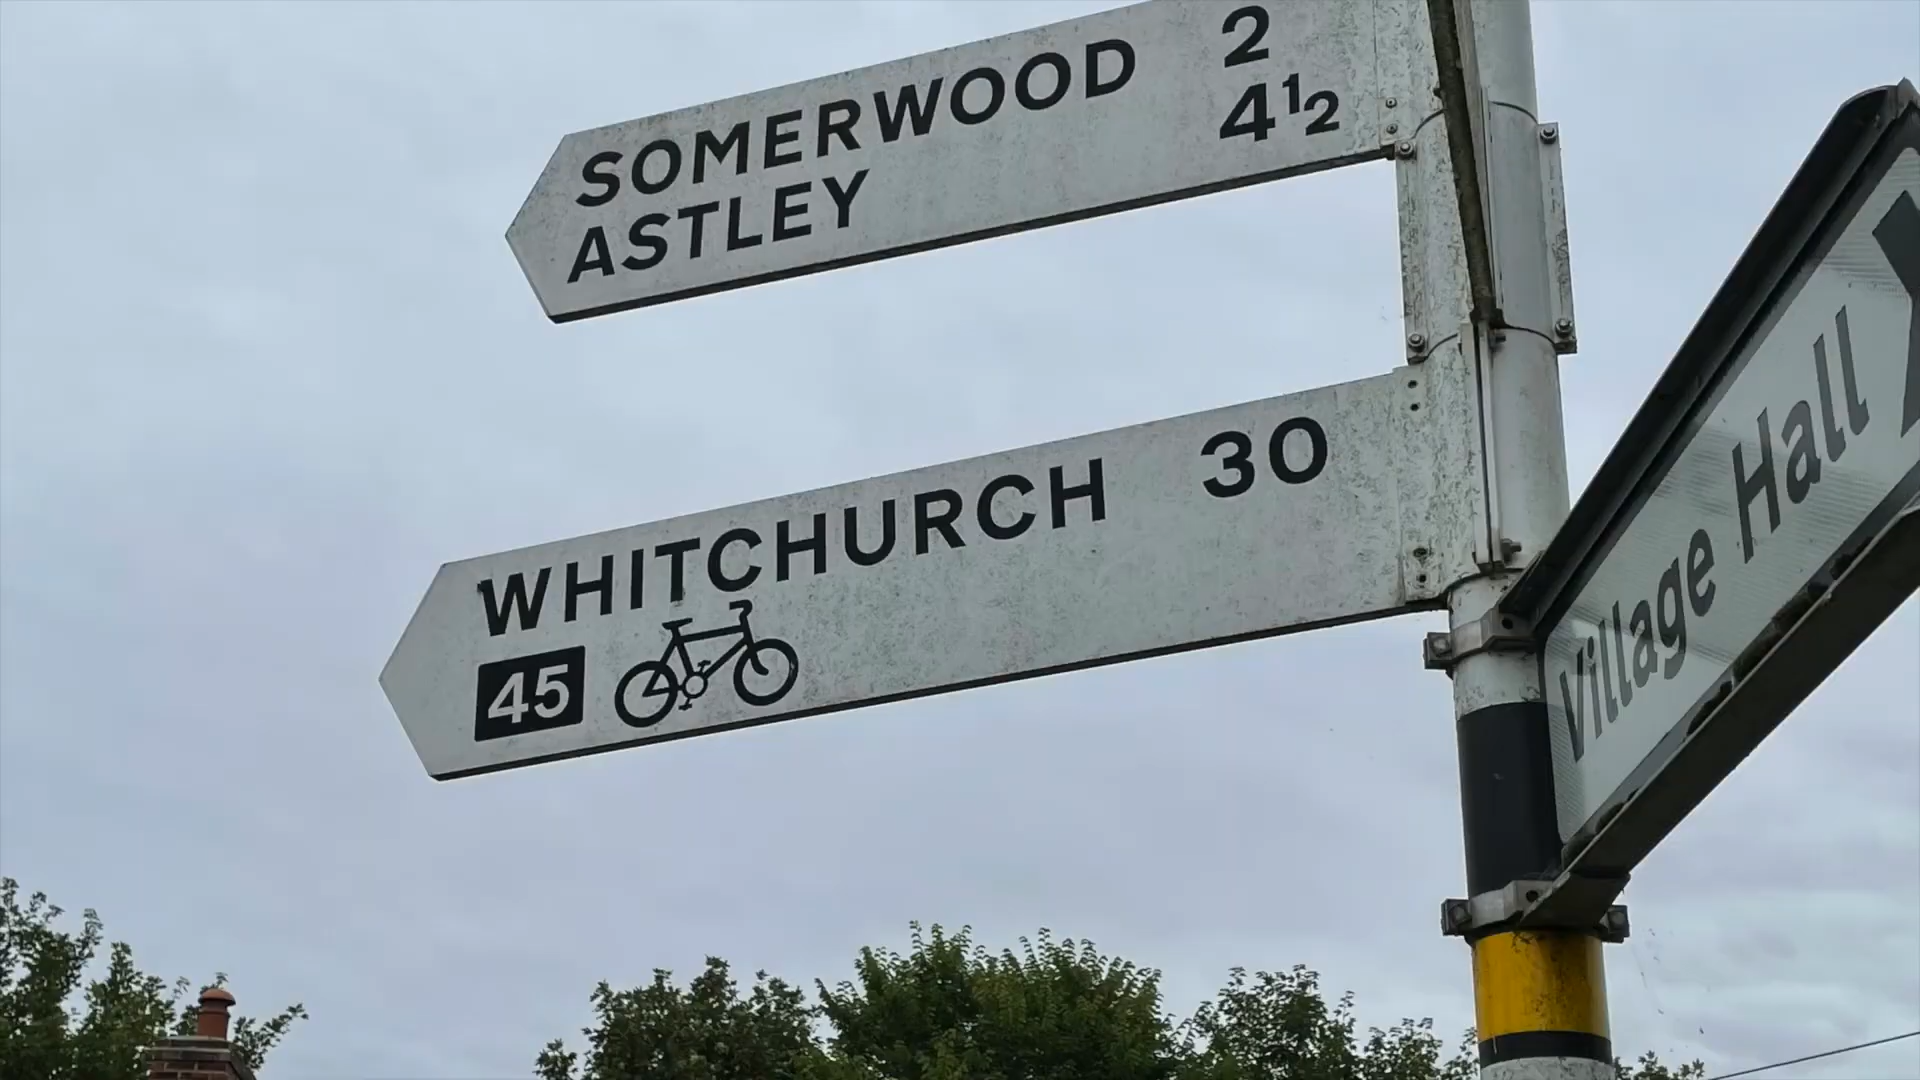 SOMERWOOD 2
ASTLEY 4½
WHITCHURCH 30
45
Village Hall